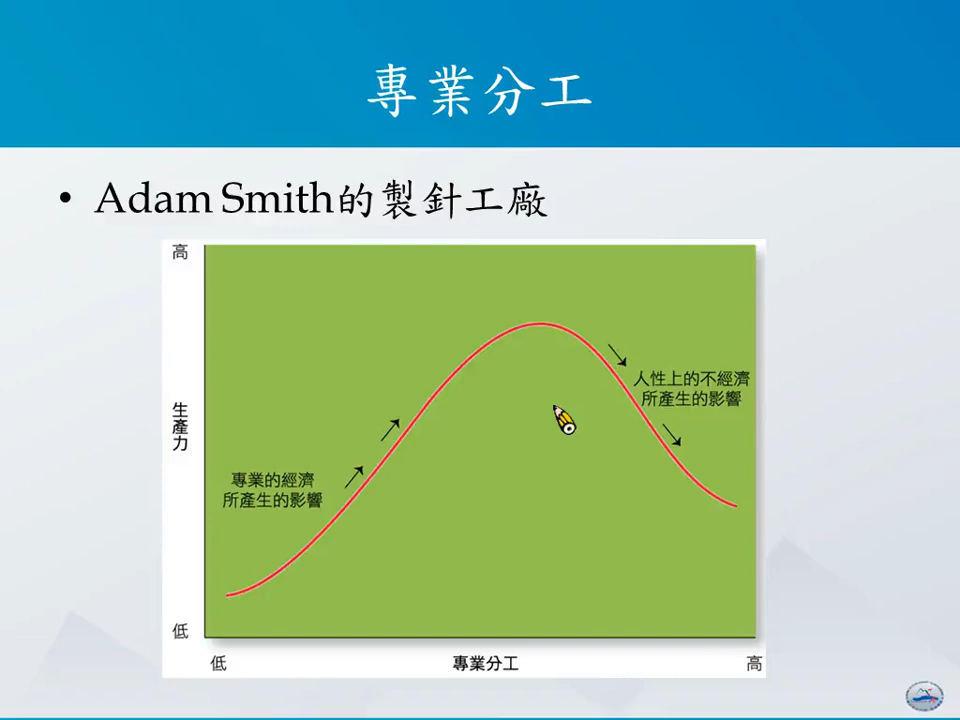 專業分工
• Adam Smith的製針工廠
高
人性上的不經濟
所產生的影響
生產力
專業的經濟
所產生的影響
低
低
專業分工
高